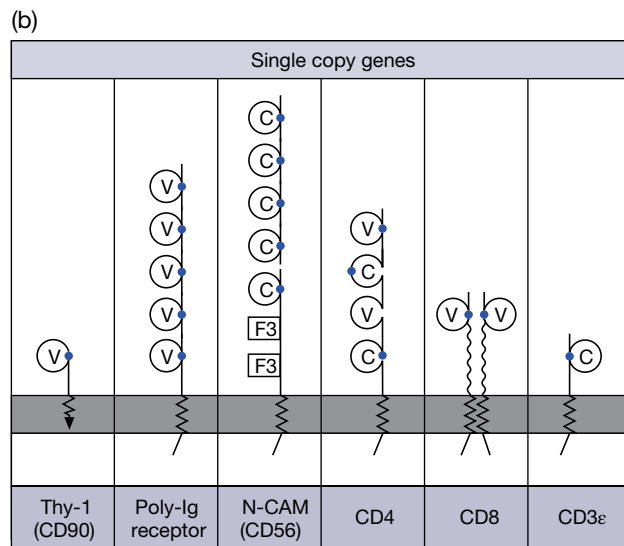 (b)
Single copy genes
V
V
V
V
V
V
C
C
C
C
C
F3
F3
V
C
V
C
V V
C
Thy-1
(CD90)
Poly-Ig
receptor
N-CAM
(CD56)
CD4
CD8
CD3ε